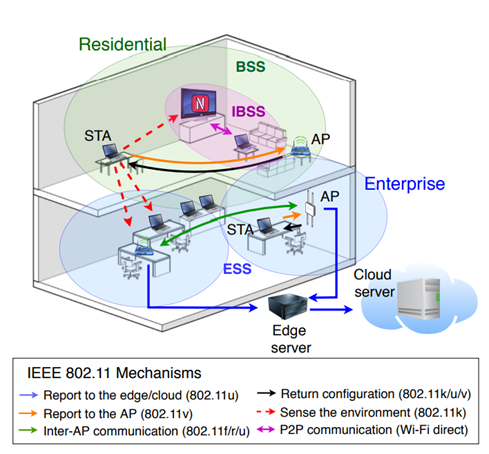 Residential
BSS
IBSS
N
STA
AP
Enterprise
AP
STA
ESS
Cloud
server
Edge
server
IEEE 802.11 Mechanisms
Report to the edge/cloud (802.11u)
Return configuration (802.11k/u/v)
Report to the AP (802.11v)
Sense the environment (802.11k)
Inter-AP communication (802.11f/r/u)
P2P communication (Wi-Fi direct)